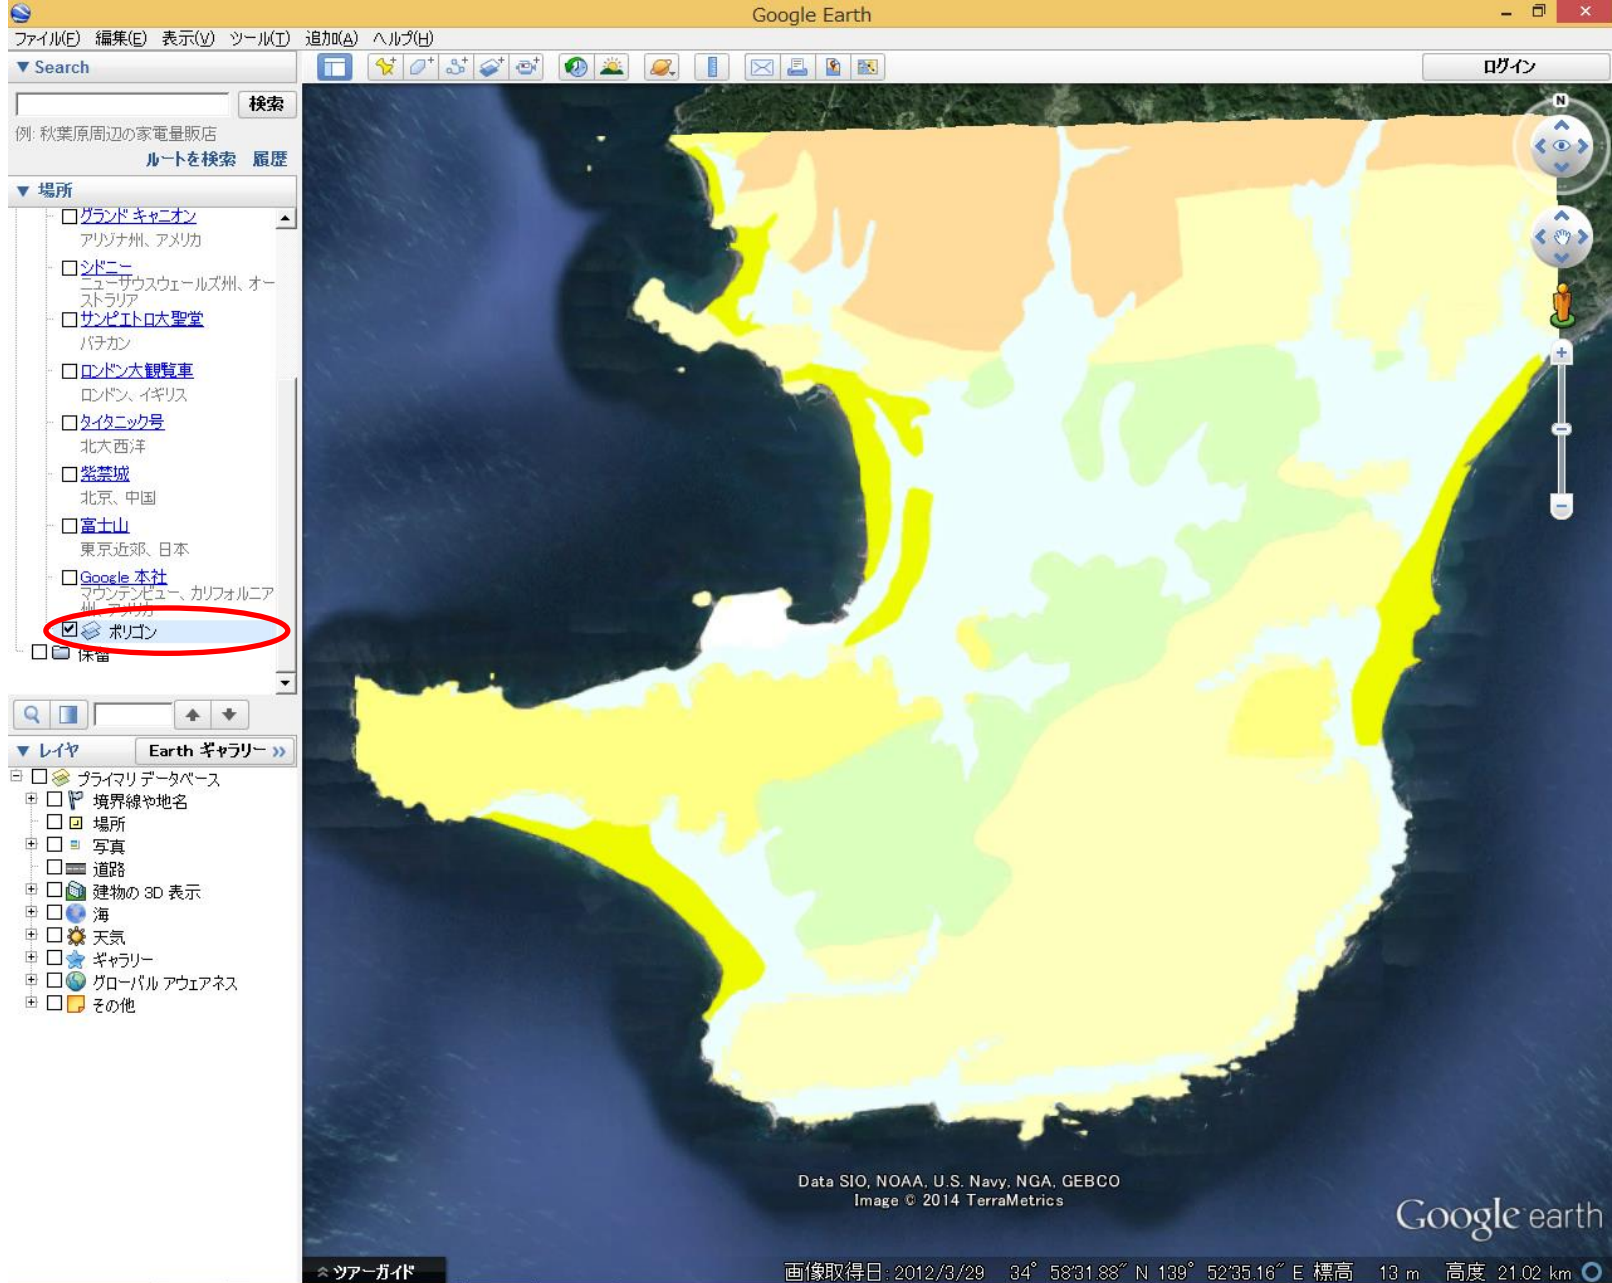 Google Earth
ファイル(F) 編集(E) 表示(V) ツール(T) 追加(A) ヘルプ(H)
▼ Search
検索
例: 秋葉原周辺の家電量販店
ルートを検索 履歴
▼ 場所
グランド キャニオン
アリゾナ州、アメリカ
シドニー
ニューサウスウェールズ州、オー
ストラリア
サンピエトロ大聖堂
バチカン
ロンドン大観覧車
ロンドン、イギリス
タイタニック号
北大西洋
紫禁城
北京、中国
富士山
東京近郊、日本
Google 本社
マウンテンビュー、カリフォルニア
州、アメリカ
ポリゴン
保留
▼ レイヤ
Earth ギャラリー »
プライマリ データベース
境界線や地名
場所
写真
道路
建物の 3D 表示
海
天気
ギャラリー
グローバル アウェアネス
その他
ログイン
N
Data SIO, NOAA, U.S. Navy, NGA, GEBCO
Image © 2014 TerraMetrics
Google earth
ツアーガイド
画像取得日: 2012/3/29 34° 58'31.88" N 139° 52'35.16" E 標高 13 m 高度 21.02 km